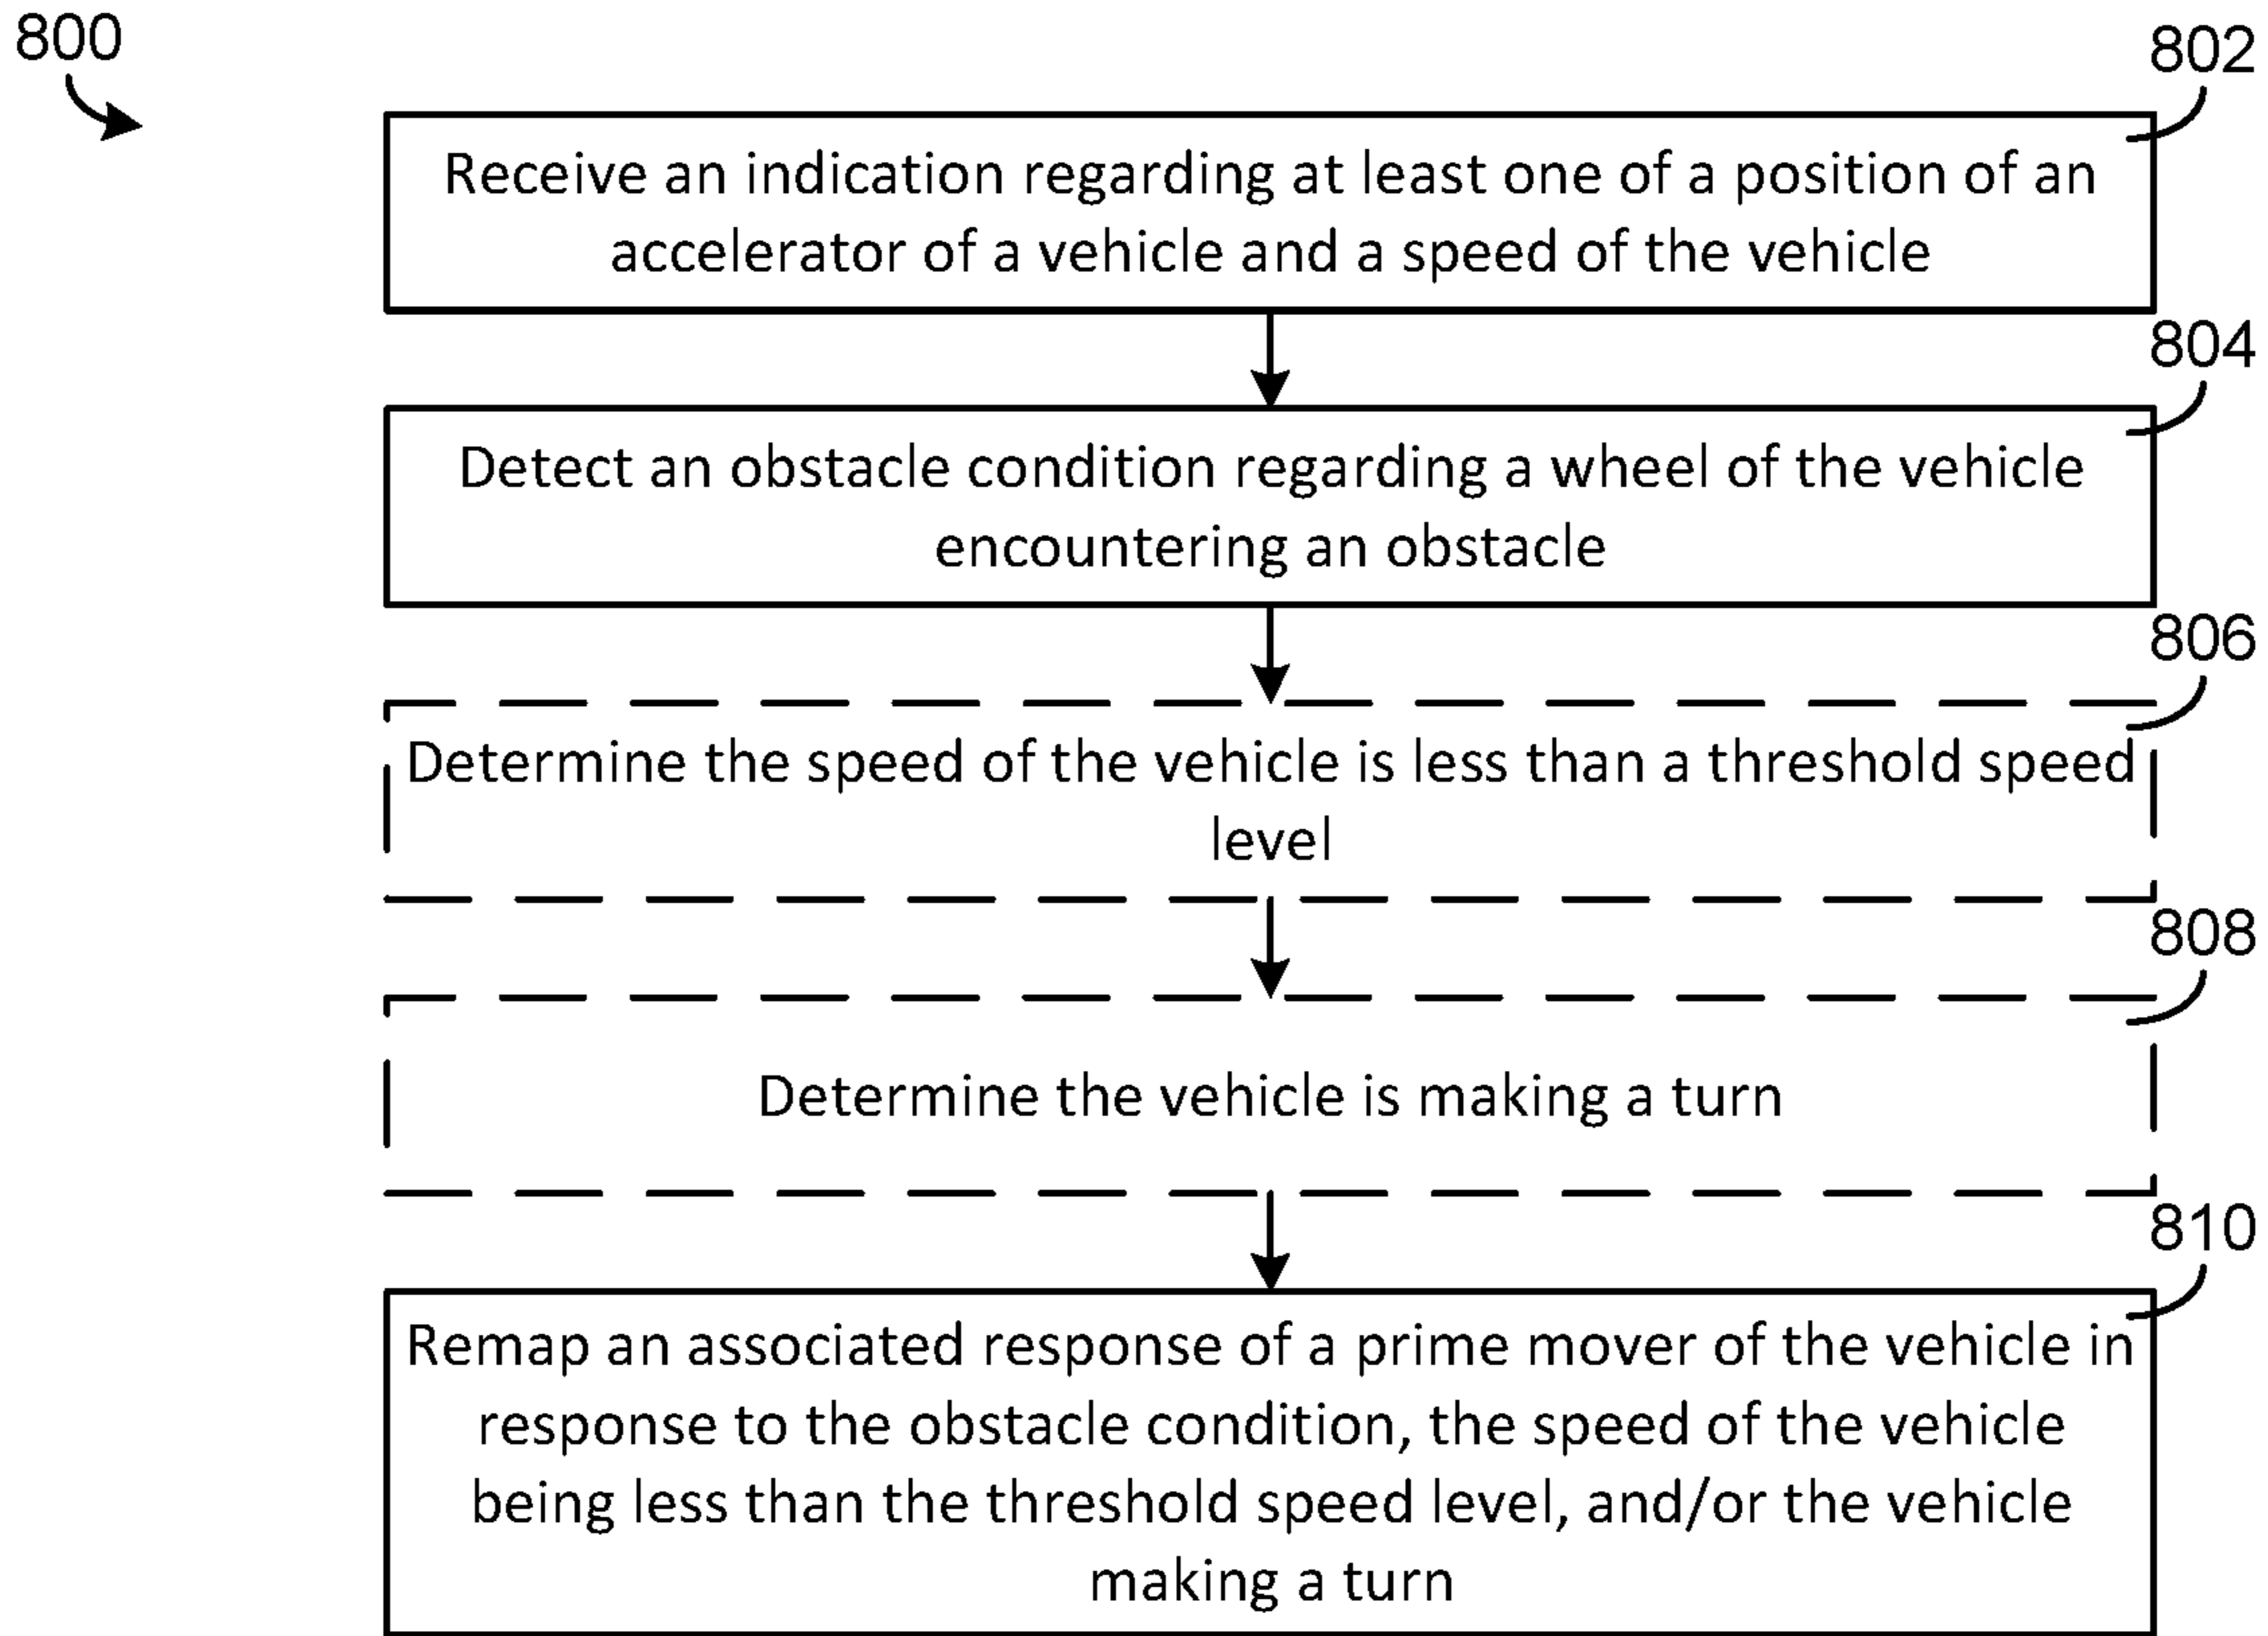 800
802
Receive an indication regarding at least one of a position of an
accelerator of a vehicle and a speed of the vehicle
804
Detect an obstacle condition regarding a wheel of the vehicle
encountering an obstacle
806
Determine the speed of the vehicle is less than a threshold speed
level
808
Determine the vehicle is making a turn
810
Remap an associated response of a prime mover of the vehicle in
response to the obstacle condition, the speed of the vehicle
being less than the threshold speed level, and/or the vehicle
making a turn